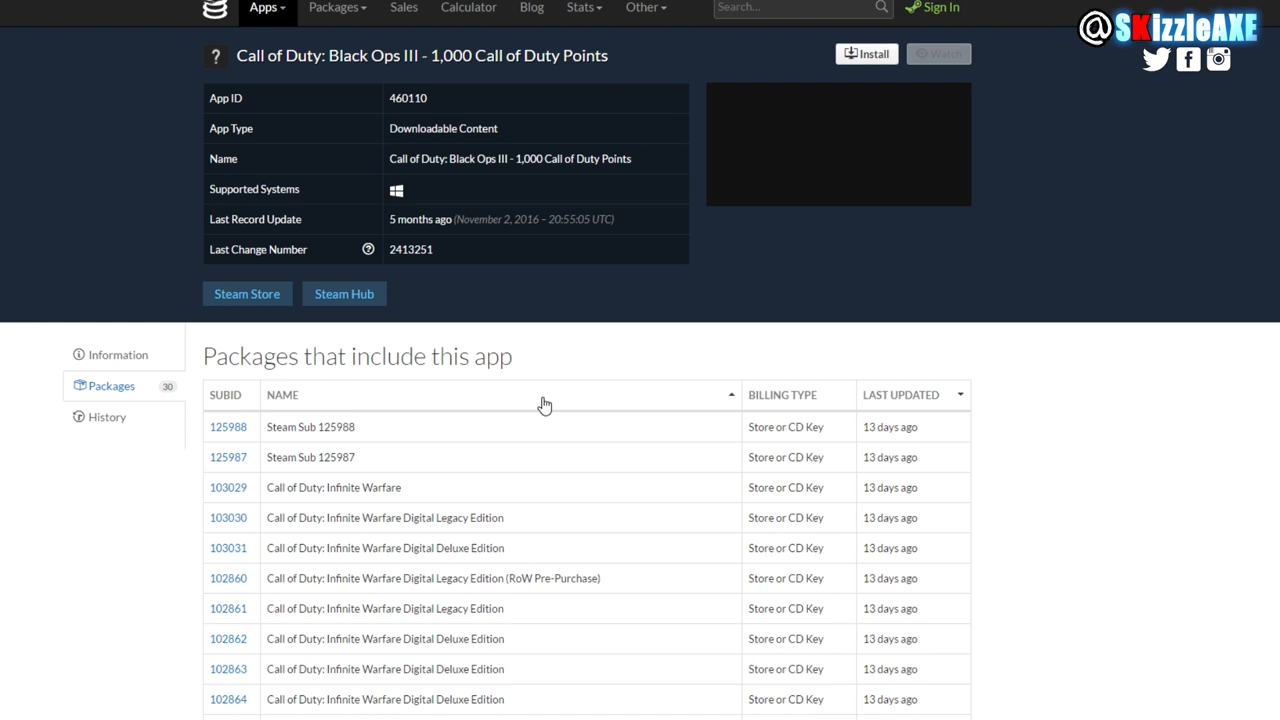 Apps Packages Sales Calculator Blog Stats Other Search... Sign In
@SKizzleAXE
? Call of Duty: Black Ops III - 1,000 Call of Duty Points Install Watch
App ID 460110
App Type Downloadable Content
Name Call of Duty: Black Ops III - 1,000 Call of Duty Points
Supported Systems
Last Record Update 5 months ago (November 2, 2016 – 20:55:05 UTC)
Last Change Number ? 2413251
Steam Store Steam Hub
Information
Packages 30
History
Packages that include this app
SUBID NAME BILLING TYPE LAST UPDATED
125988 Steam Sub 125988 Store or CD Key 13 days ago
125987 Steam Sub 125987 Store or CD Key 13 days ago
103029 Call of Duty: Infinite Warfare Store or CD Key 13 days ago
103030 Call of Duty: Infinite Warfare Digital Legacy Edition Store or CD Key 13 days ago
103031 Call of Duty: Infinite Warfare Digital Deluxe Edition Store or CD Key 13 days ago
102860 Call of Duty: Infinite Warfare Digital Legacy Edition (RoW Pre-Purchase) Store or CD Key 13 days ago
102861 Call of Duty: Infinite Warfare Digital Legacy Edition Store or CD Key 13 days ago
102862 Call of Duty: Infinite Warfare Digital Deluxe Edition Store or CD Key 13 days ago
102863 Call of Duty: Infinite Warfare Digital Deluxe Edition Store or CD Key 13 days ago
102864 Call of Duty: Infinite Warfare Digital Deluxe Edition Store or CD Key 13 days ago